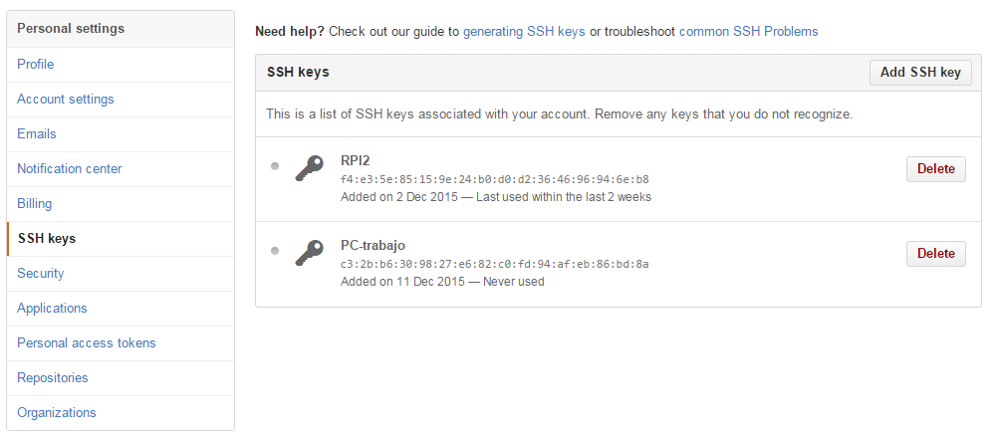 Personal settings
Profile
Account settings
Emails
Notification center
Billing
SSH keys
Security
Applications
Personal access tokens
Repositories
Organizations
Need help? Check out our guide to generating SSH keys or troubleshoot common SSH Problems
SSH keys
Add SSH key
This is a list of SSH keys associated with your account. Remove any keys that you do not recognize.
RPI2
f4:e3:5e:85:15:9e:24:b0:d0:d2:36:46:96:94:6e:b8
Added on 2 Dec 2015 — Last used within the last 2 weeks
Delete
PC-trabajo
c3:2b:b6:30:98:27:e6:82:c0:fd:94:af:eb:86:bd:8a
Added on 11 Dec 2015 — Never used
Delete